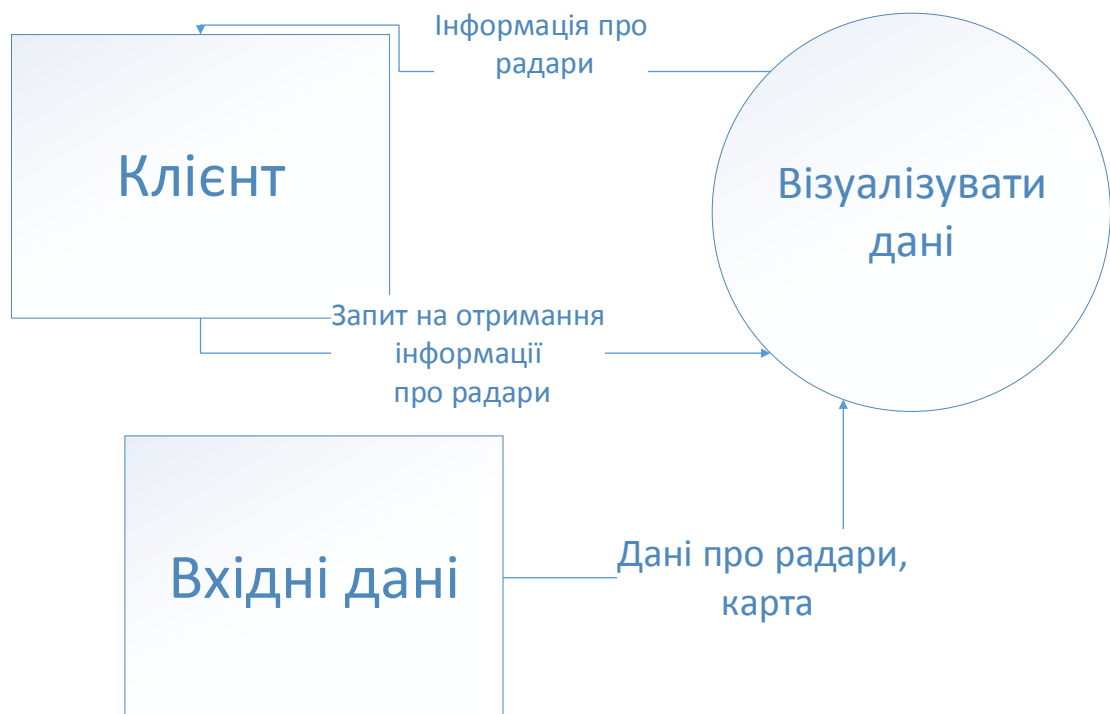 Інформація про
радари
Клієнт
Візуалізувати
дані
Запит на отримання
інформації
про радари
Вхідні дані
Дані про радари,
карта